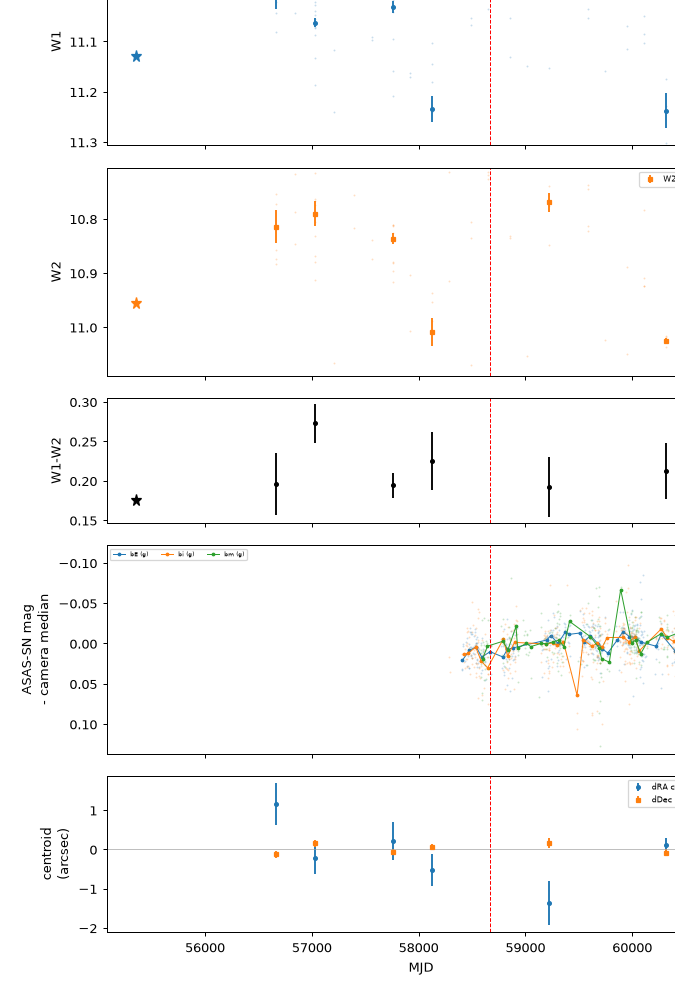 W1
11.1
11.2
11.3
W2
10.8
10.9
11.0
W2
W1-W2
0.30
0.25
0.20
0.15
ASAS-SN mag
- camera median
−0.10
−0.05
0.00
0.05
0.10
bE (g) bi (g) bm (g)
centroid
(arcsec)
1
0
−1
−2
dRA c
dDec
56000 57000 58000 59000 60000
MJD